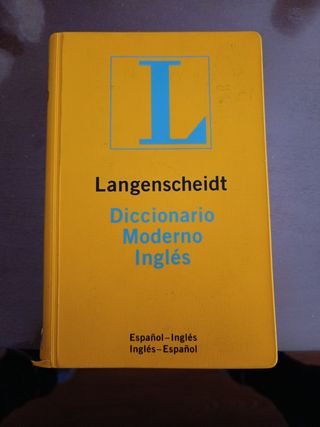 L
Langenscheidt
Diccionario
Moderno
Inglés
Español–Inglés
Inglés–Español